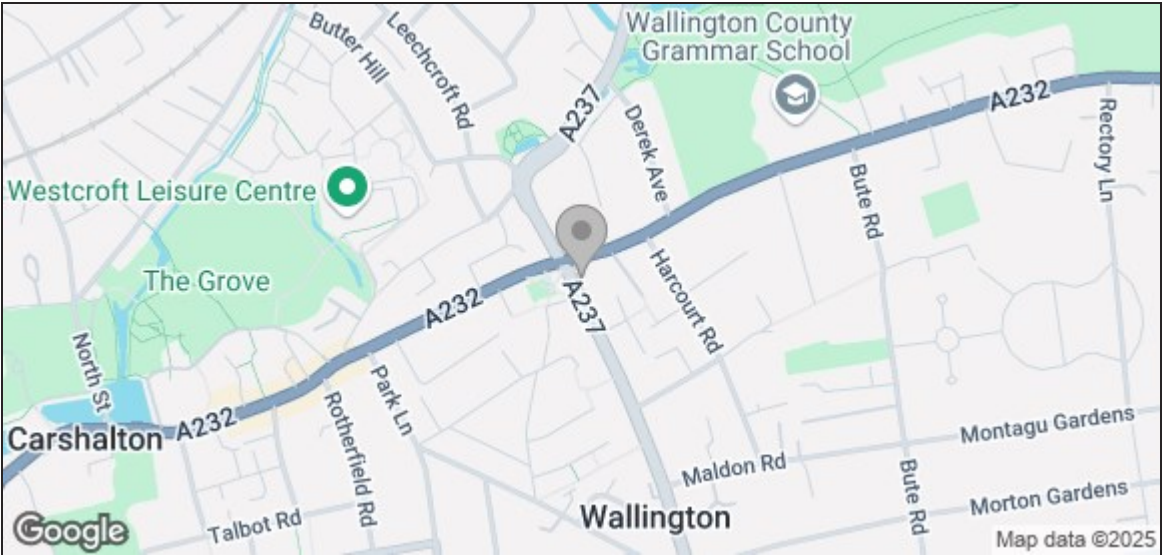 Wallington County
Grammar School
Butter Hill
Leechcroft Rd
A237
A232
Derek Ave
Rectory Ln
Westcroft Leisure Centre
Bute Rd
The Grove
Harcourt Rd
A232
A237
North St
Park Ln
Rotherfield Rd
A232
Carshalton
Montagu Gardens
Maldon Rd
Bute Rd
Morton Gardens
Talbot Rd
Wallington
Google
Map data ©2025